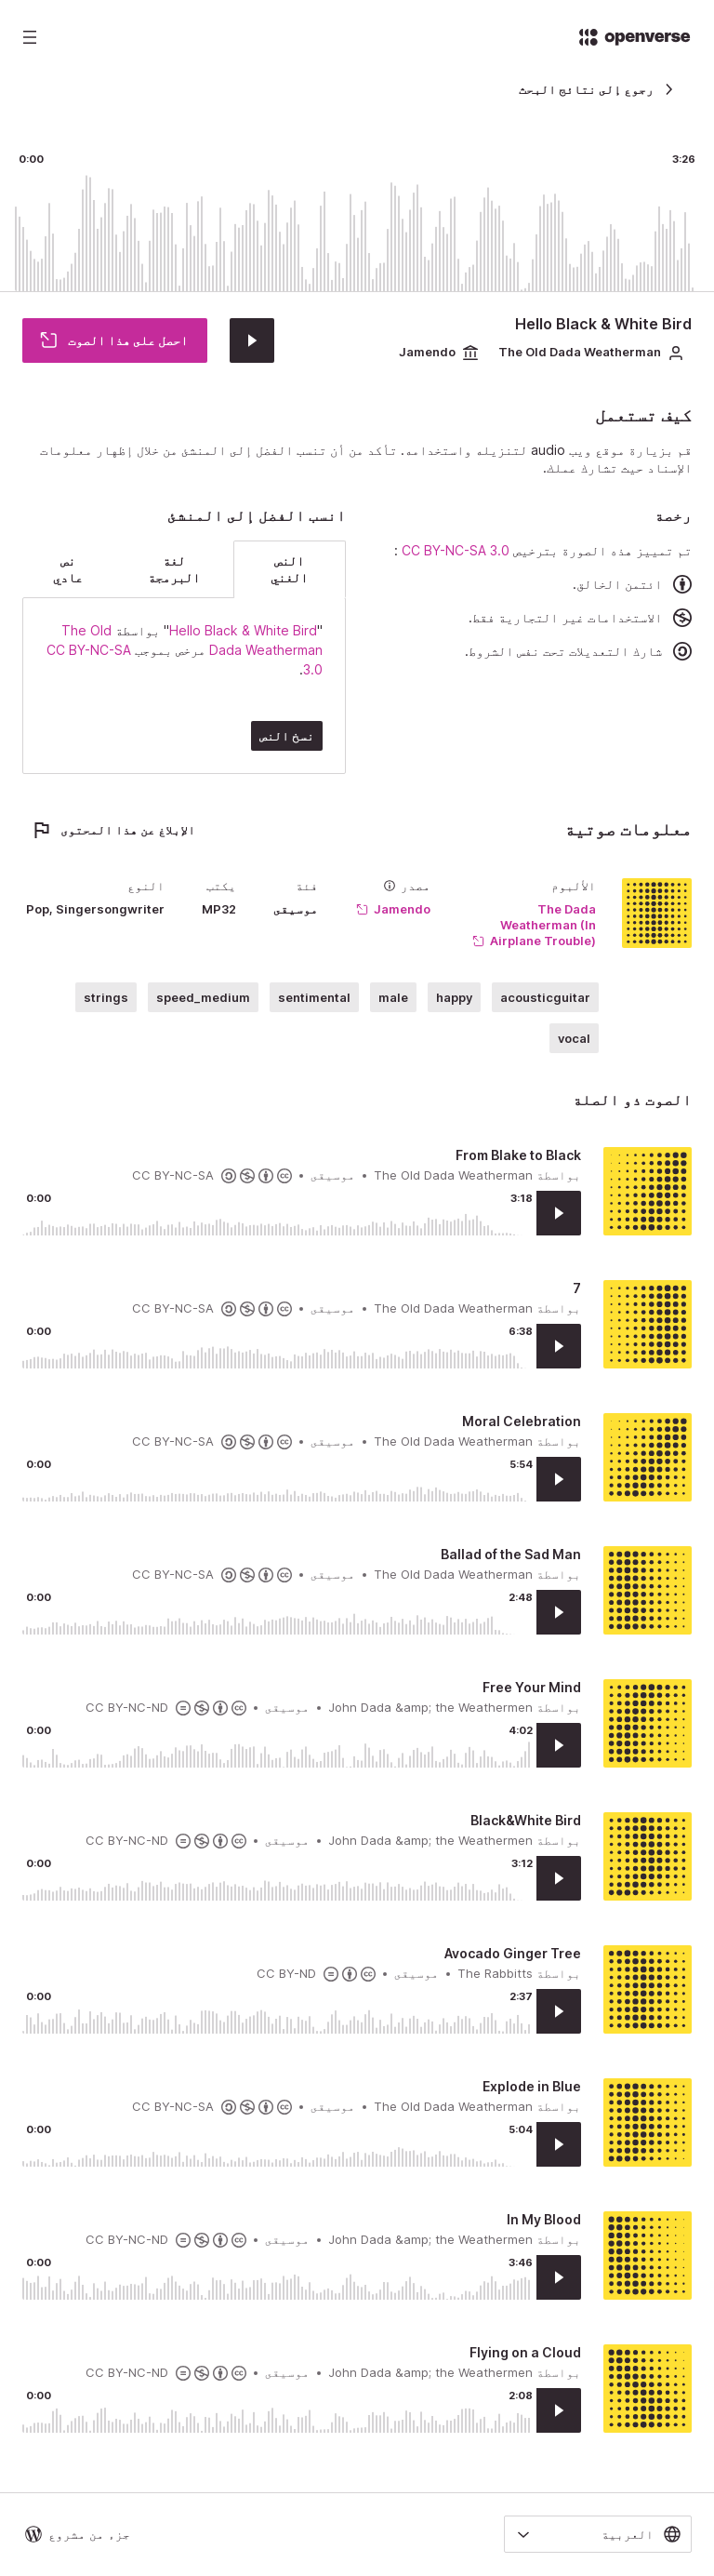 openverse
رجوع إلى نتائج البحث
0:00
3:26
Hello Black & White Bird
The Old Dada Weatherman
Jamendo
احصل على هذا الصوت
كيف تستعمل
قم بزيارة موقع ويب audio لتنزيله واستخدامه. تأكد من أن تنسب الفضل إلى المنشئ من خلال إظهار معلومات
الإسناد حيث تشارك عملك.
رخصة
تم تمييز هذه الصورة بترخيص CC BY-NC-SA 3.0 :
ائتمن الخالق.
الاستخدامات غير التجارية فقط.
شارك التعديلات تحت نفس الشروط.
انسب الفضل إلى المنشئ
النص الغني
لغة البرمجة
نص عادي
"Hello Black & White Bird" بواسطة The Old
Dada Weatherman مرخص بموجب CC BY-NC-SA
3.0.
نسخ النص
معلومات صوتية
الإبلاغ عن هذا المحتوى
الألبوم
The Dada
Weatherman (In
Airplane Trouble)
مصدر
Jamendo
فئة
موسيقى
يكتب
MP32
النوع
Pop, Singersongwriter
acousticguitar
happy
male
sentimental
speed_medium
strings
vocal
الصوت ذو الصلة
From Blake to Black
بواسطة The Old Dada Weatherman • موسيقى • CC BY-NC-SA
0:00
3:18
7
بواسطة The Old Dada Weatherman • موسيقى • CC BY-NC-SA
0:00
6:38
Moral Celebration
بواسطة The Old Dada Weatherman • موسيقى • CC BY-NC-SA
0:00
5:54
Ballad of the Sad Man
بواسطة The Old Dada Weatherman • موسيقى • CC BY-NC-SA
0:00
2:48
Free Your Mind
بواسطة John Dada &amp; the Weathermen • موسيقى • CC BY-NC-ND
0:00
4:02
Black&White Bird
بواسطة John Dada &amp; the Weathermen • موسيقى • CC BY-NC-ND
0:00
3:12
Avocado Ginger Tree
بواسطة The Rabbitts • موسيقى • CC BY-ND
0:00
2:37
Explode in Blue
بواسطة The Old Dada Weatherman • موسيقى • CC BY-NC-SA
0:00
5:04
In My Blood
بواسطة John Dada &amp; the Weathermen • موسيقى • CC BY-NC-ND
0:00
3:46
Flying on a Cloud
بواسطة John Dada &amp; the Weathermen • موسيقى • CC BY-NC-ND
0:00
2:08
العربية
جزء من مشروع